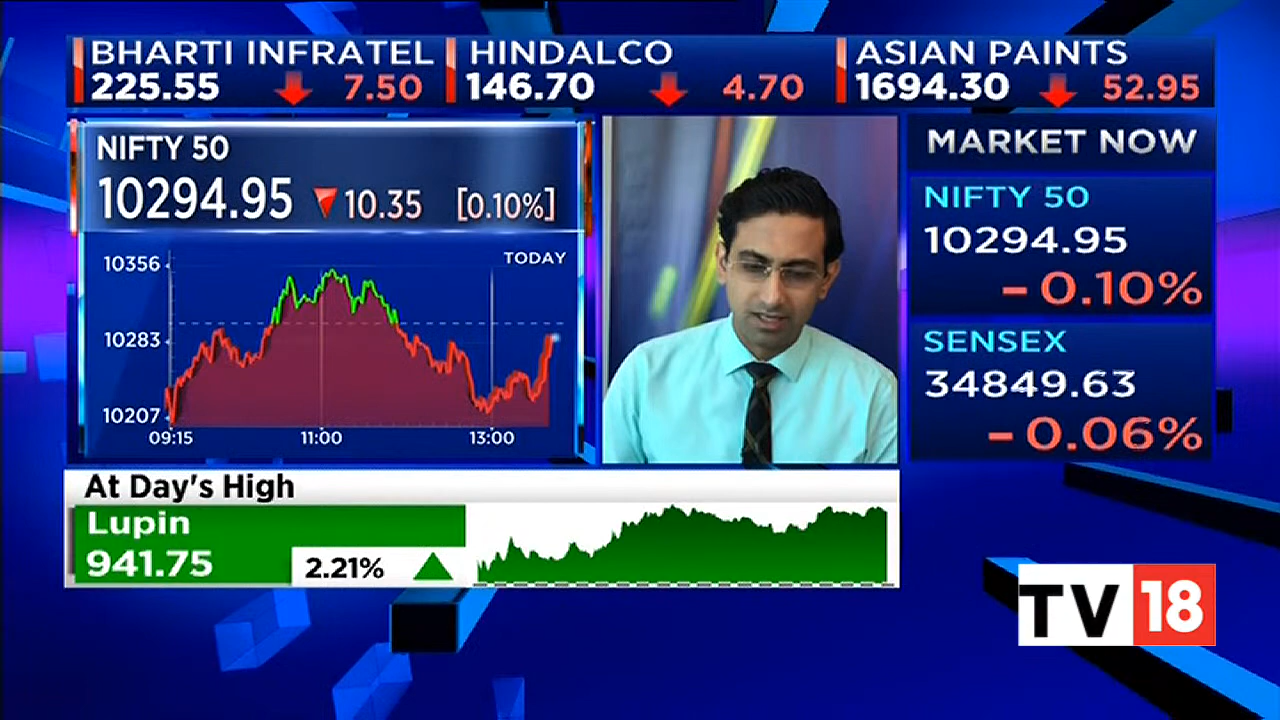 BHARTI INFRATEL
225.55 7.50
HINDALCO
146.70 4.70
ASIAN PAINTS
1694.30 52.95
NIFTY 50
10294.95 10.35 [0.10%]
TODAY
10356
10283
10207
09:15 11:00 13:00
MARKET NOW
NIFTY 50
10294.95
– 0.10%
SENSEX
34849.63
– 0.06%
At Day's High
Lupin
941.75
2.21%
TV 18